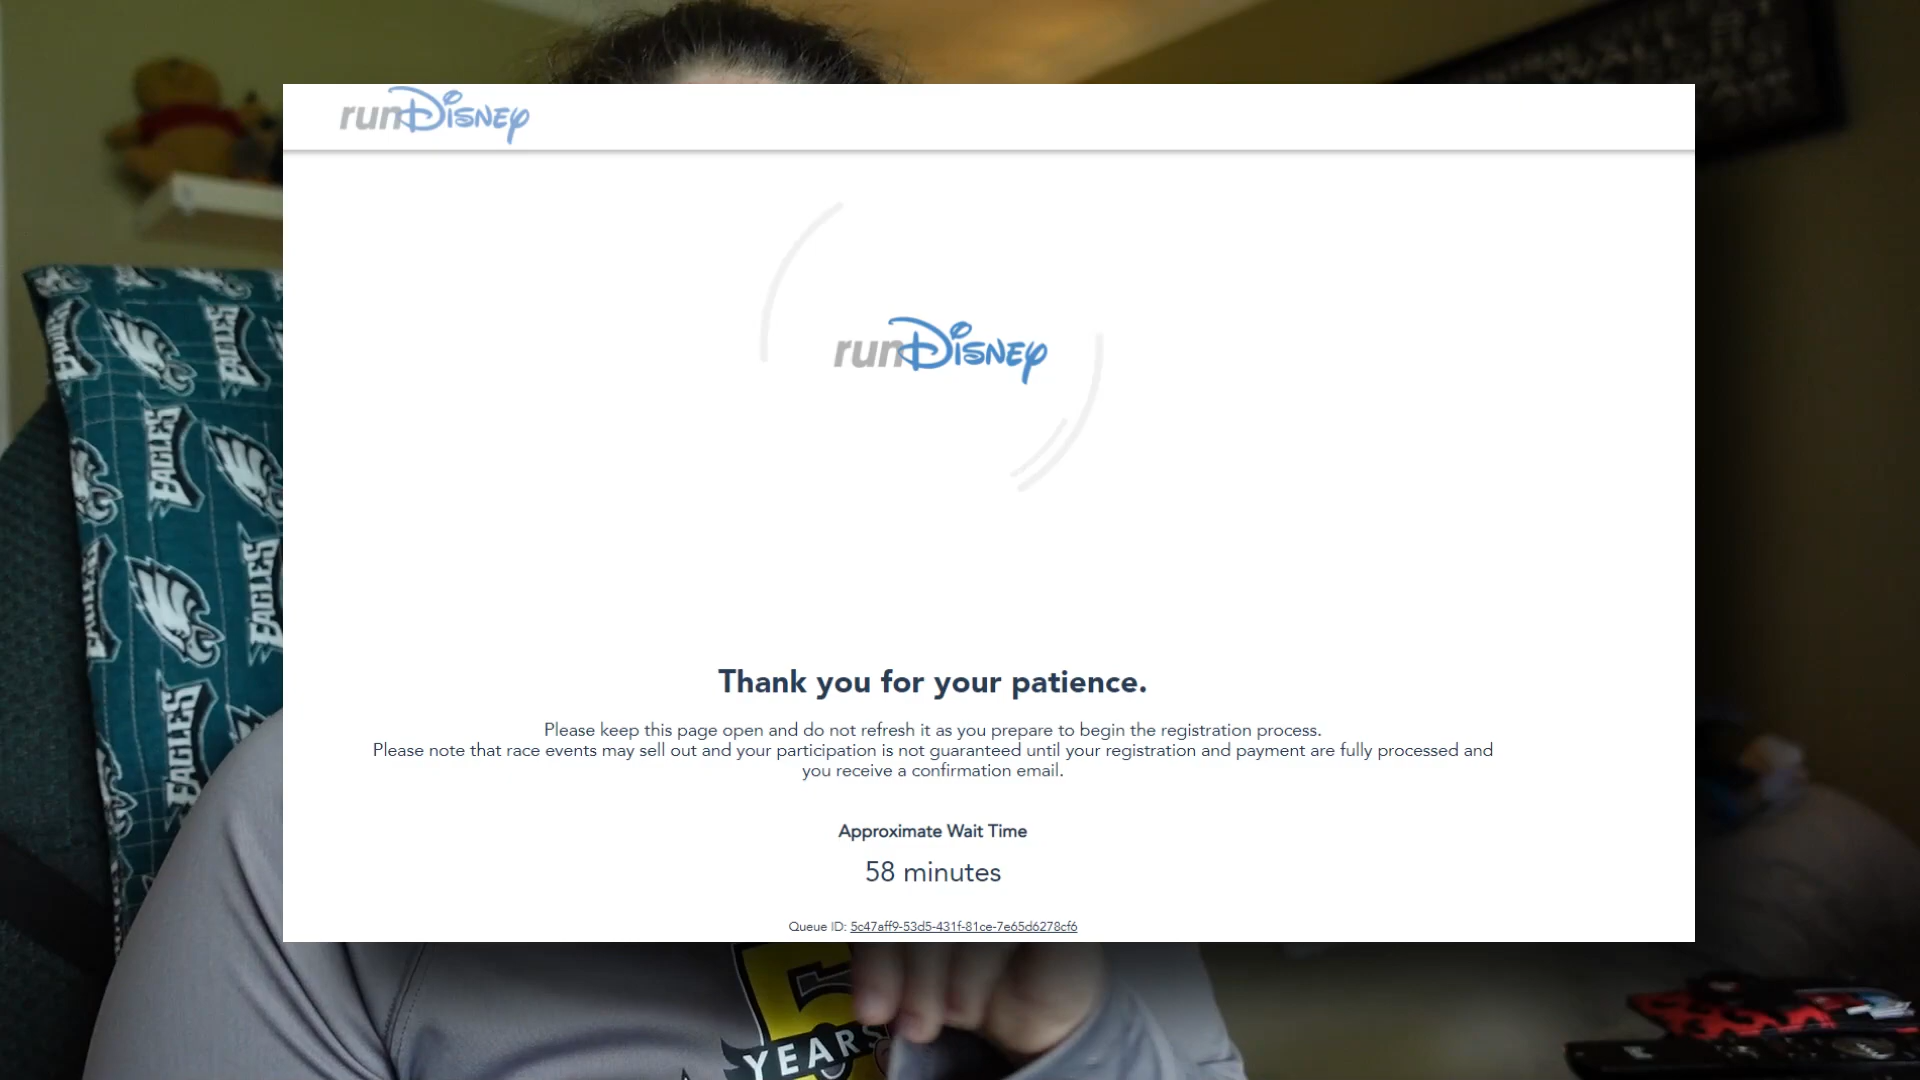 runDisney
runDisney
Thank you for your patience.
Please keep this page open and do not refresh it as you prepare to begin the registration process.
Please note that race events may sell out and your participation is not guaranteed until your registration and payment are fully processed and
you receive a confirmation email.
Approximate Wait Time
58 minutes
Queue ID: 5c47aff9-53d5-431f-81ce-7e65d6278cf6
EAGLES
EAGLES
EAGLES
EAGLES
EAGLES
EAGLES
EAGLES
YEARS